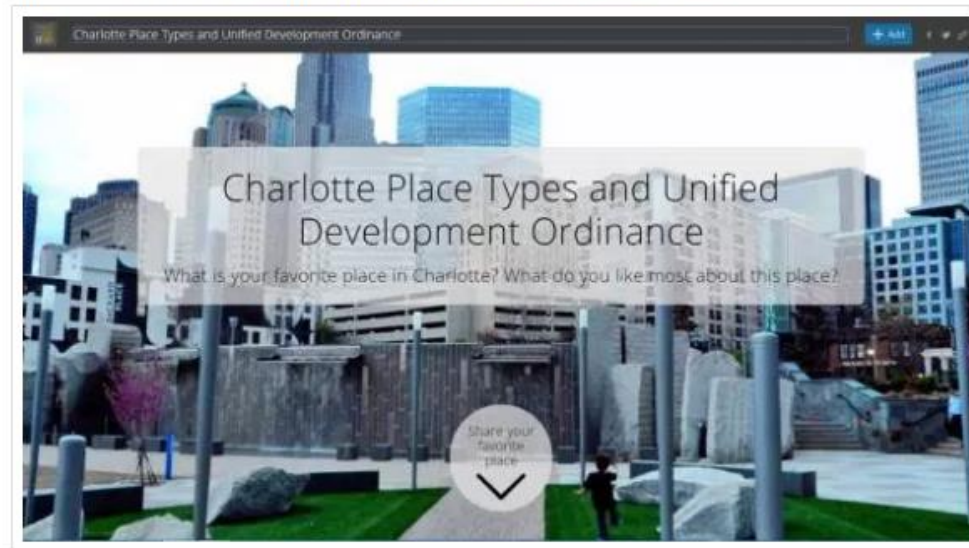 Charlotte Place Types and Unified Development Ordinance
+ Add
Charlotte Place Types and Unified
Development Ordinance
What is your favorite place in Charlotte? What do you like most about this place?
Share your
favorite
place